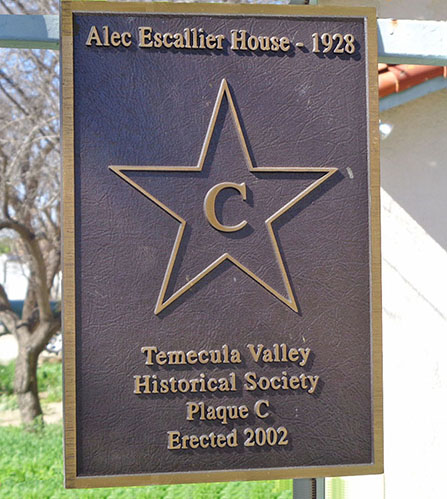 Alec Escallier House - 1928
C
Temecula Valley
Historical Society
Plaque C
Erected 2002